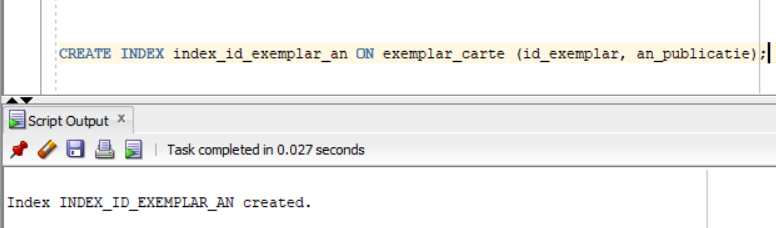 CREATE INDEX index_id_exemplar_an ON exemplar_carte (id_exemplar, an_publicatie);
Script Output x
Task completed in 0.027 seconds
Index INDEX_ID_EXEMPLAR_AN created.